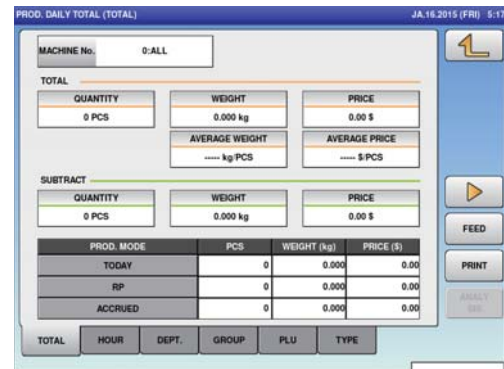 PROD. DAILY TOTAL (TOTAL) JA.16.2015 (FRI) 5:17
MACHINE No. 0:ALL
TOTAL
QUANTITY WEIGHT PRICE
0 PCS 0.000 kg 0.00 $
AVERAGE WEIGHT AVERAGE PRICE
----- kg/PCS ----- $/PCS
SUBTRACT
QUANTITY WEIGHT PRICE
0 PCS 0.000 kg 0.00 $
FEED
PROD. MODE PCS WEIGHT (kg) PRICE ($)
TODAY 0 0.000 0.00
PRINT
RP 0 0.000 0.00
ACCRUED 0 0.000 0.00
TOTAL HOUR DEPT. GROUP PLU TYPE